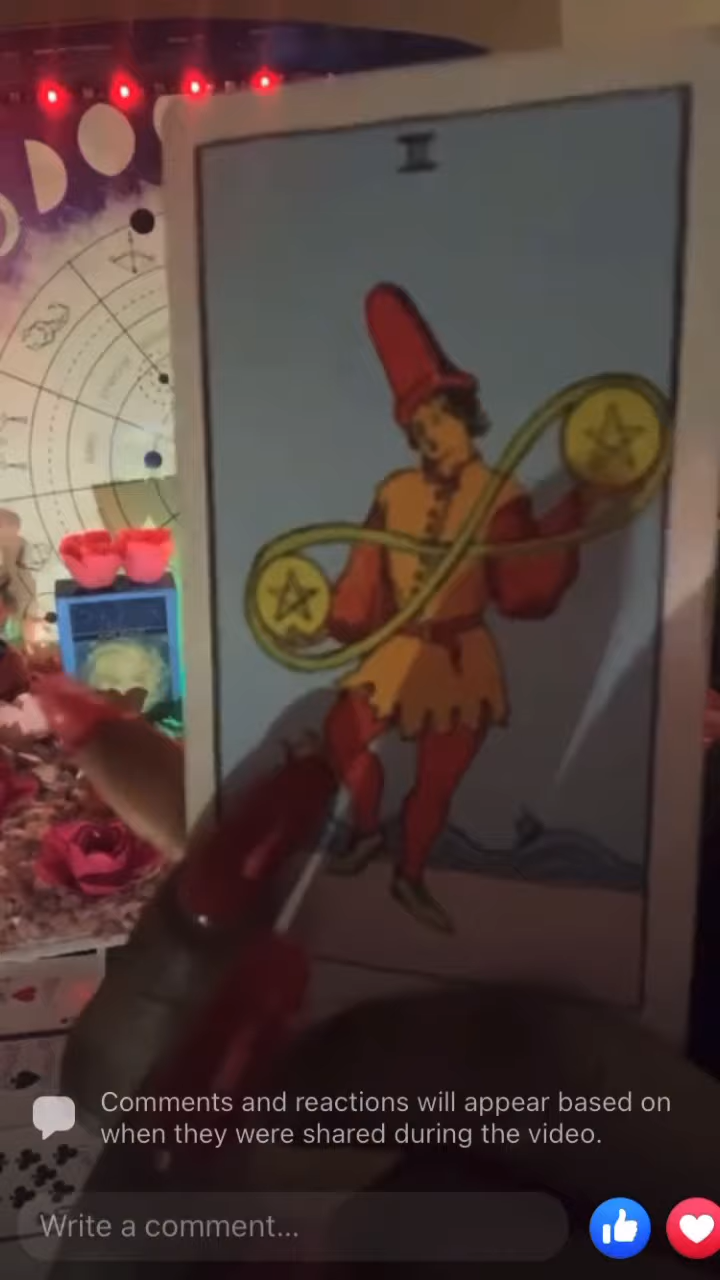 II
Comments and reactions will appear based on
when they were shared during the video.
Write a comment...